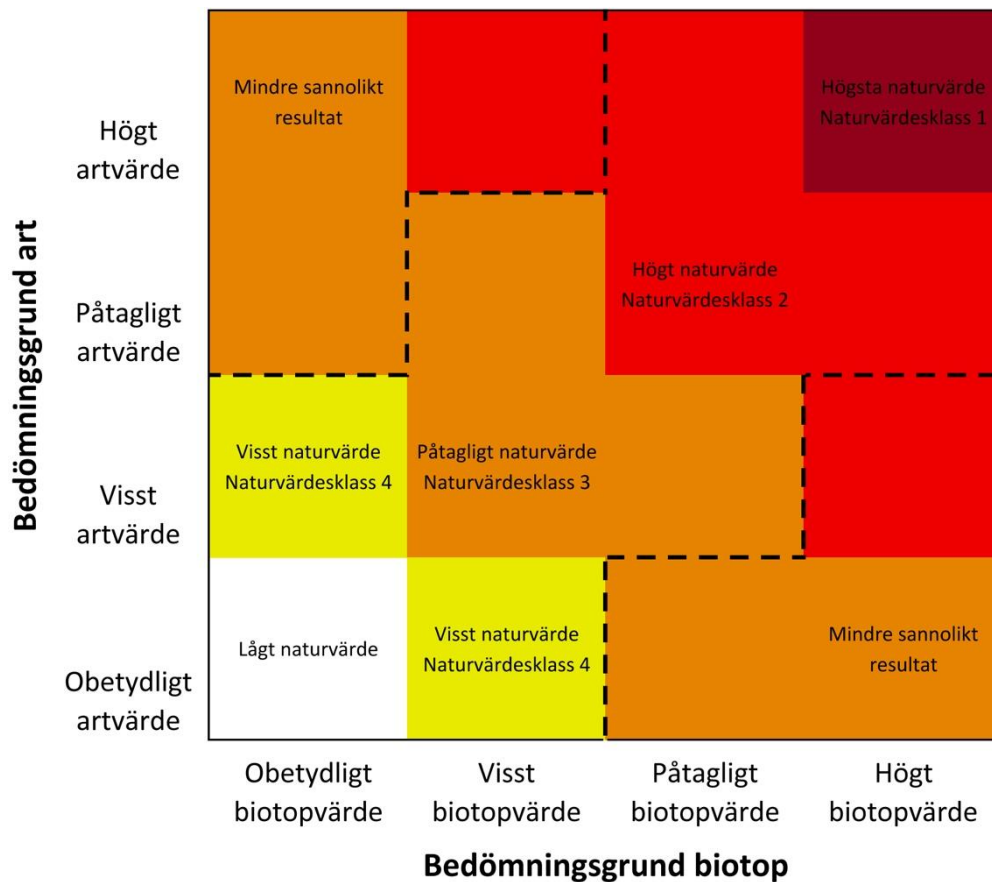 Bedömningsgrund art
Högt
artvärde
Mindre sannolikt
resultat
Högsta naturvärde
Naturvärdesklass 1
Påtagligt
artvärde
Högt naturvärde
Naturvärdesklass 2
Visst
artvärde
Visst naturvärde
Naturvärdesklass 4
Påtagligt naturvärde
Naturvärdesklass 3
Obetydligt
artvärde
Lågt naturvärde
Visst naturvärde
Naturvärdesklass 4
Mindre sannolikt
resultat
Obetydligt
biotopvärde
Visst
biotopvärde
Påtagligt
biotopvärde
Högt
biotopvärde
Bedömningsgrund biotop